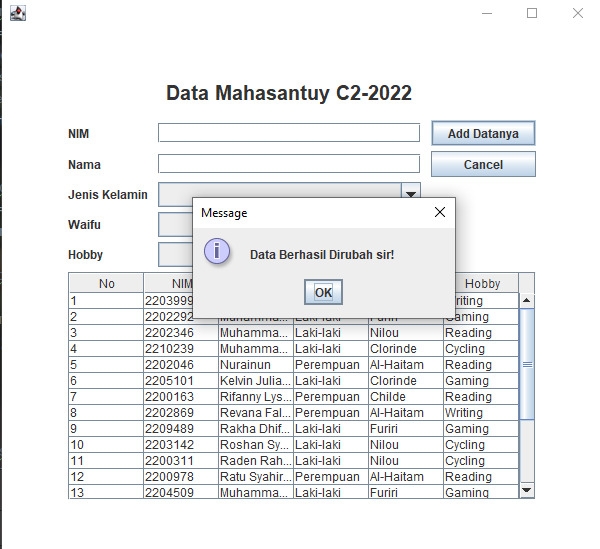 Data Mahasantuy C2-2022
NIM Add Datanya
Nama Cancel
Jenis Kelamin
Waifu
Hobby
Message
Data Berhasil Dirubah sir!
OK
No NIM Hobby
1 2203999
2 2202292 Muhamma... Laki-laki Furiri Gaming
3 2202346 Muhamma... Laki-laki Nilou Reading
4 2210239 Muhamma... Laki-laki Clorinde Cycling
5 2202046 Nurainun Perempuan Al-Haitam Reading
6 2205101 Kelvin Julia... Laki-laki Clorinde Gaming
7 2200163 Rifanny Lys... Perempuan Childe Reading
8 2202869 Revana Fal... Perempuan Al-Haitam Writing
9 2209489 Rakha Dhif... Laki-laki Furiri Gaming
10 2203142 Roshan Sy... Laki-laki Nilou Cycling
11 2200311 Raden Rah... Laki-laki Nilou Cycling
12 2200978 Ratu Syahir... Perempuan Al-Haitam Reading
13 2204509 Muhamma... Laki-laki Furiri Gaming